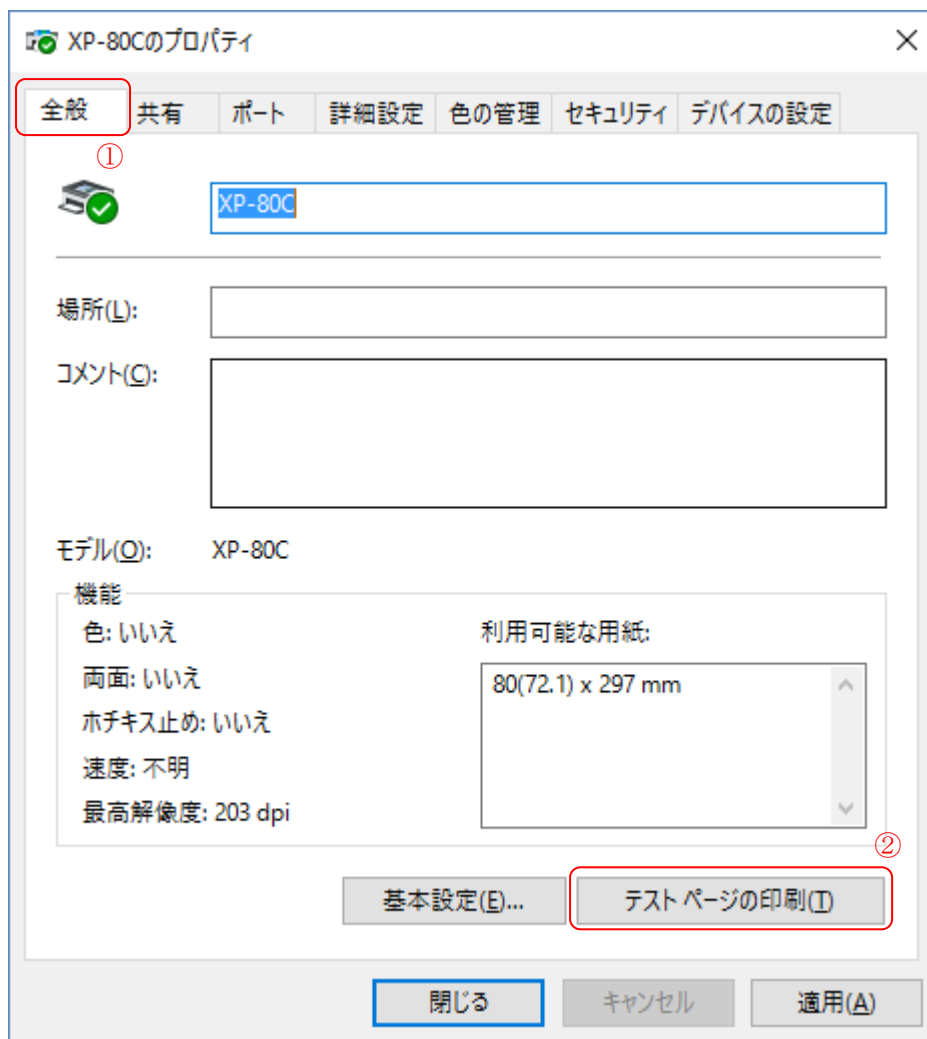 XP-80Cのプロパティ
全般 共有 ポート 詳細設定 色の管理 セキュリティ デバイスの設定
①
XP-80C
場所(L):
コメント(C):
モデル(O): XP-80C
機能
色: いいえ
両面: いいえ
ホチキス止め: いいえ
速度: 不明
最高解像度: 203 dpi
利用可能な用紙:
80(72.1) x 297 mm
②
基本設定(E)... テスト ページの印刷(T)
閉じる キャンセル 適用(A)